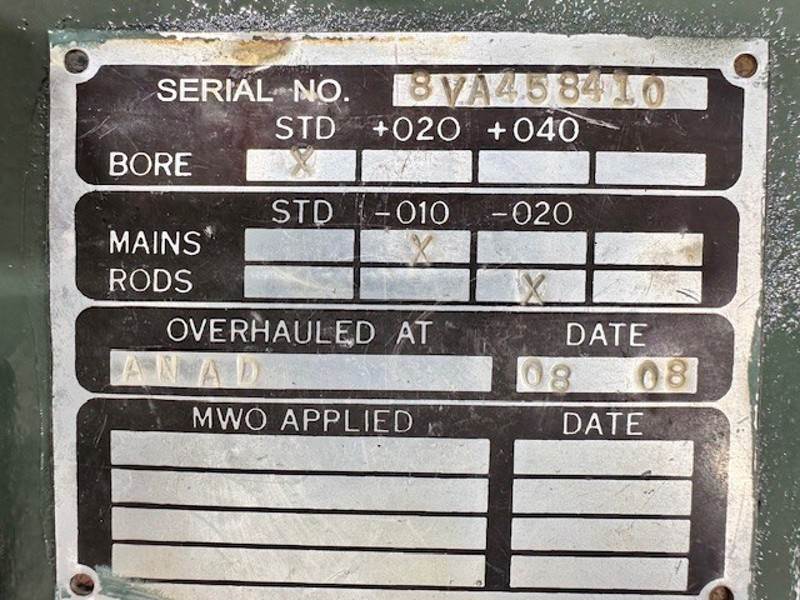 SERIAL NO. 8VA458410
STD +020 +040
BORE X
STD -010 -020
MAINS X
RODS X
OVERHAULED AT DATE
ANAD 08 08
MWO APPLIED DATE